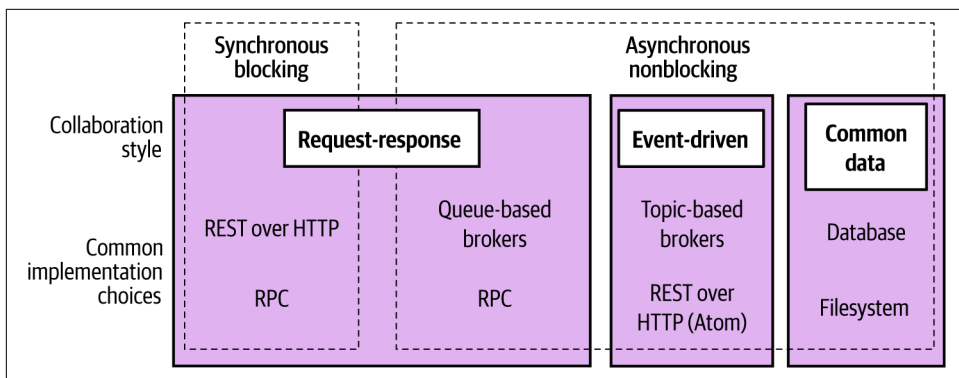 Synchronous
blocking
Asynchronous
nonblocking
Collaboration
style
Request-response
Event-driven
Common
data
Common
implementation
choices
REST over HTTP
RPC
Queue-based
brokers
RPC
Topic-based
brokers
REST over
HTTP (Atom)
Database
Filesystem